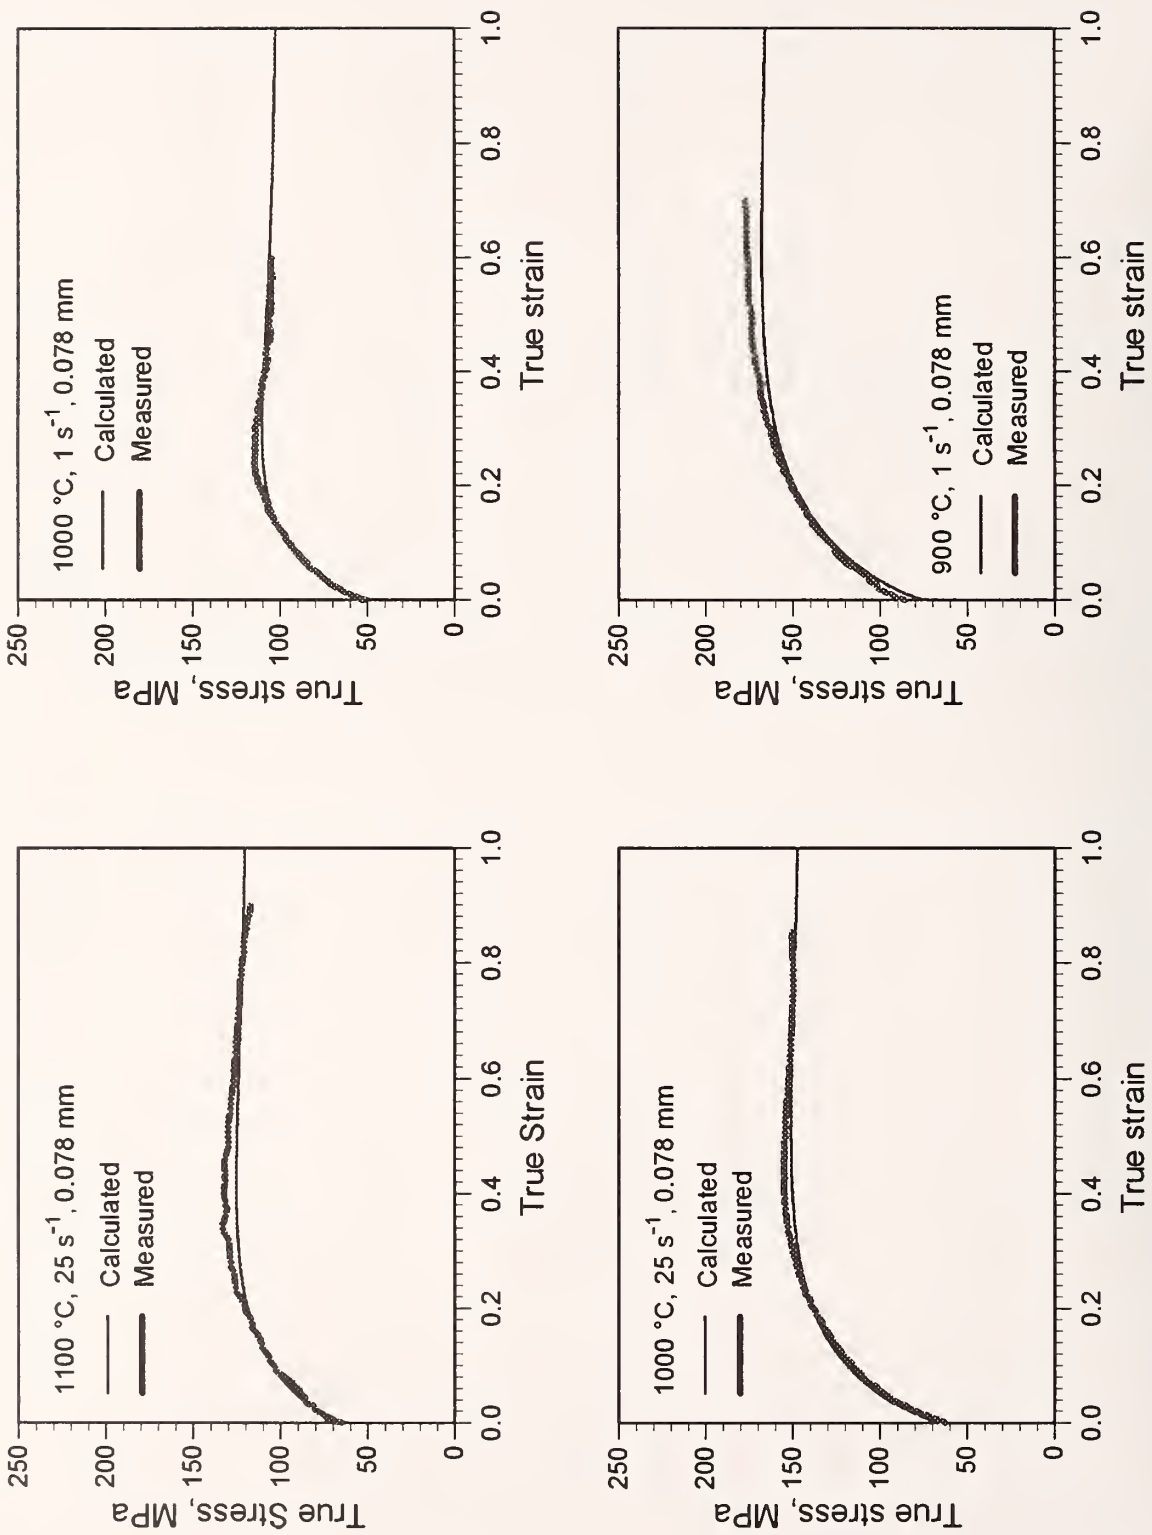 1100 °C, 25 s⁻¹, 0.078 mm
Calculated
Measured
250
200
150
100
50
0
True Stress, MPa
0.0 0.2 0.4 0.6 0.8 1.0
True Strain
1000 °C, 1 s⁻¹, 0.078 mm
Calculated
Measured
250
200
150
100
50
0
True stress, MPa
0.0 0.2 0.4 0.6 0.8 1.0
True strain
1000 °C, 25 s⁻¹, 0.078 mm
Calculated
Measured
250
200
150
100
50
0
True stress, MPa
0.0 0.2 0.4 0.6 0.8 1.0
True strain
250
200
150
100
50
0
True stress, MPa
900 °C, 1 s⁻¹, 0.078 mm
Calculated
Measured
0.0 0.2 0.4 0.6 0.8 1.0
True strain